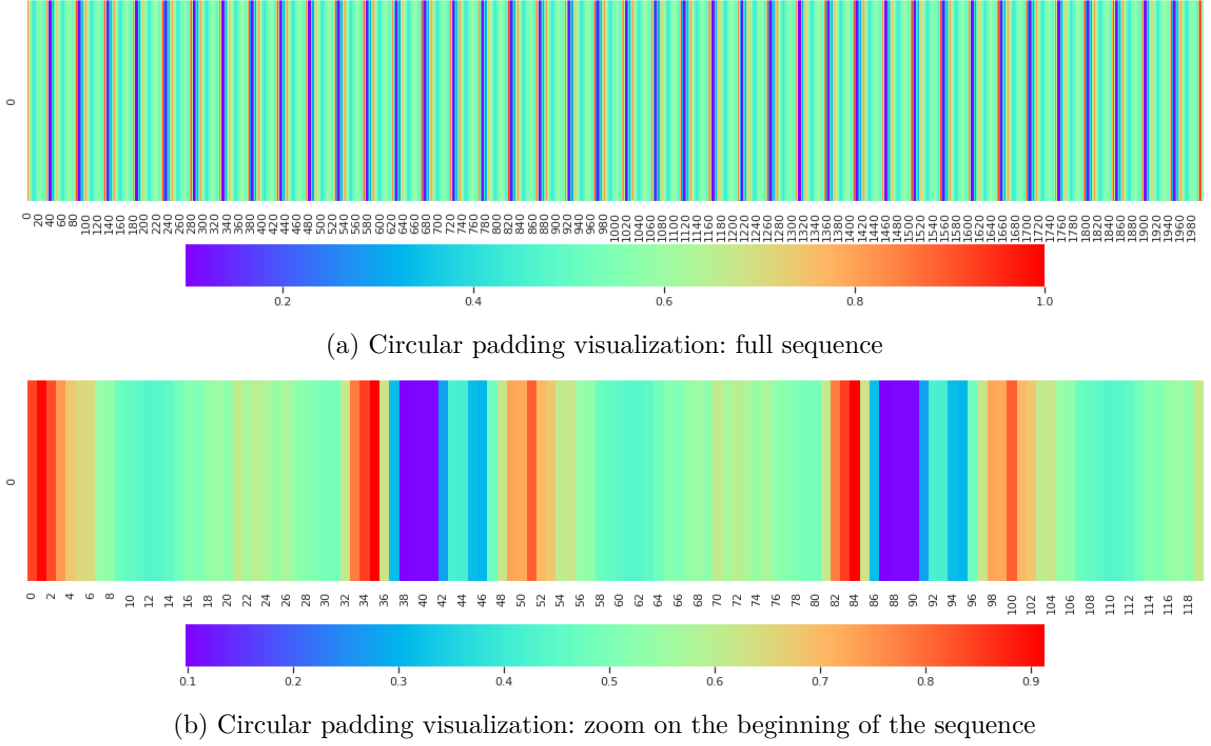 0
0 20 40 60 80 100 120 140 160 180 200 220 240 260 280 300 320 340 360 380 400 420 440 460 480 500 520 540 560 580 600 620 640 660 680 700 720 740 760 780 800 820 840 860 880 900 920 940 960 980 1000 1020 1040 1060 1080 1100 1120 1140 1160 1180 1200 1220 1240 1260 1280 1300 1320 1340 1360 1380 1400 1420 1440 1460 1480 1500 1520 1540 1560 1580 1600 1620 1640 1660 1680 1700 1720 1740 1760 1780 1800 1820 1840 1860 1880 1900 1920 1940 1960 1980
0.2 0.4 0.6 0.8 1.0
(a) Circular padding visualization: full sequence
0
0 2 4 6 8 10 12 14 16 18 20 22 24 26 28 30 32 34 36 38 40 42 44 46 48 50 52 54 56 58 60 62 64 66 68 70 72 74 76 78 80 82 84 86 88 90 92 94 96 98 100 102 104 106 108 110 112 114 116 118
0.1 0.2 0.3 0.4 0.5 0.6 0.7 0.8 0.9
(b) Circular padding visualization: zoom on the beginning of the sequence